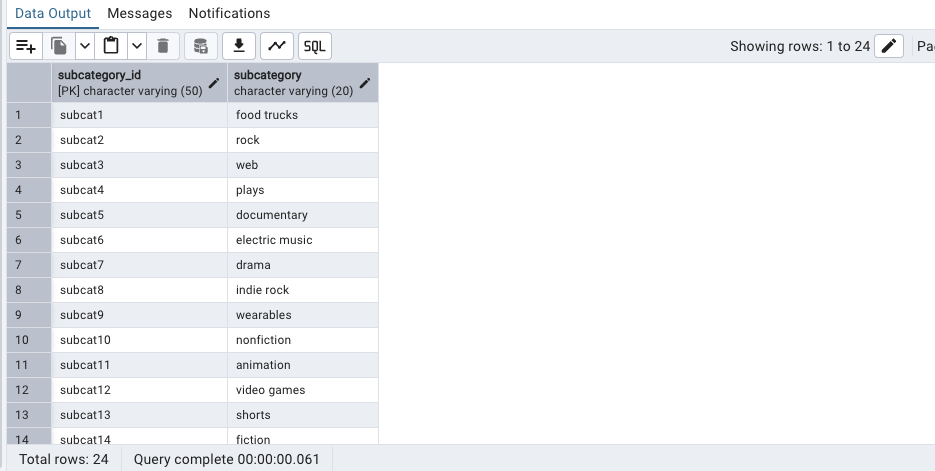 Data Output Messages Notifications
SQL Showing rows: 1 to 24 Pa
subcategory_id subcategory
[PK] character varying (50) character varying (20)
1 subcat1 food trucks
2 subcat2 rock
3 subcat3 web
4 subcat4 plays
5 subcat5 documentary
6 subcat6 electric music
7 subcat7 drama
8 subcat8 indie rock
9 subcat9 wearables
10 subcat10 nonfiction
11 subcat11 animation
12 subcat12 video games
13 subcat13 shorts
14 subcat14 fiction
Total rows: 24 Query complete 00:00:00.061